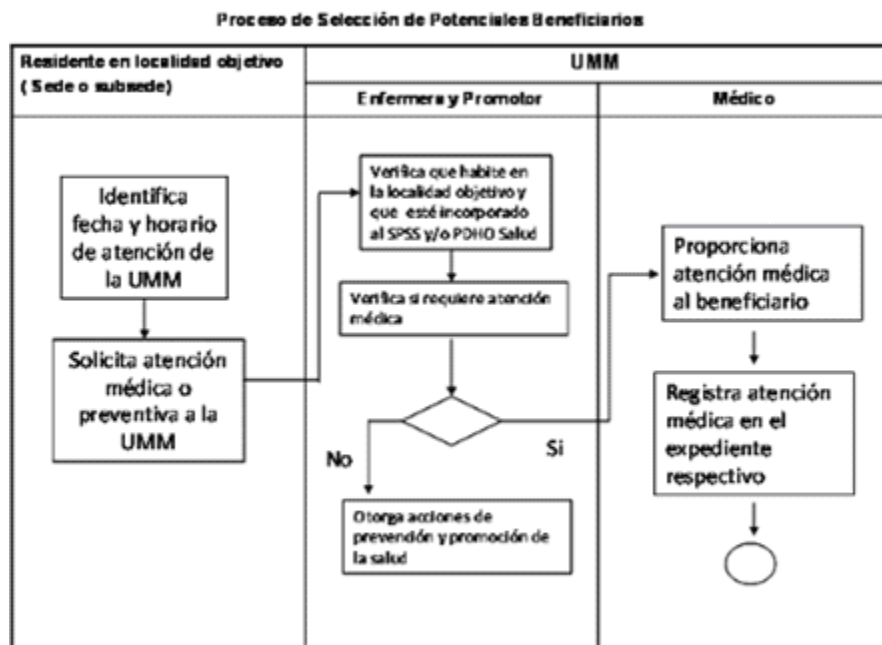 Proceso de Selección de Potenciales Beneficiarios
Residente en localidad objetivo
( Sede o subsede)
UMM
Enfermera y Promotor
Médico
Identifica
fecha y horario
de atención de
la UMM
Solicita atención
médica o
preventiva a la
UMM
Verifica que habite en
la localidad objetivo y
que esté incorporado
al SPSS y/o PDHO Salud
Verifica si requiere atención
médica
No
Si
Otorga acciones de
prevención y promoción de
la salud
Proporciona
atención médica
al beneficiario
Registra atención
médica en el
expediente
respectivo